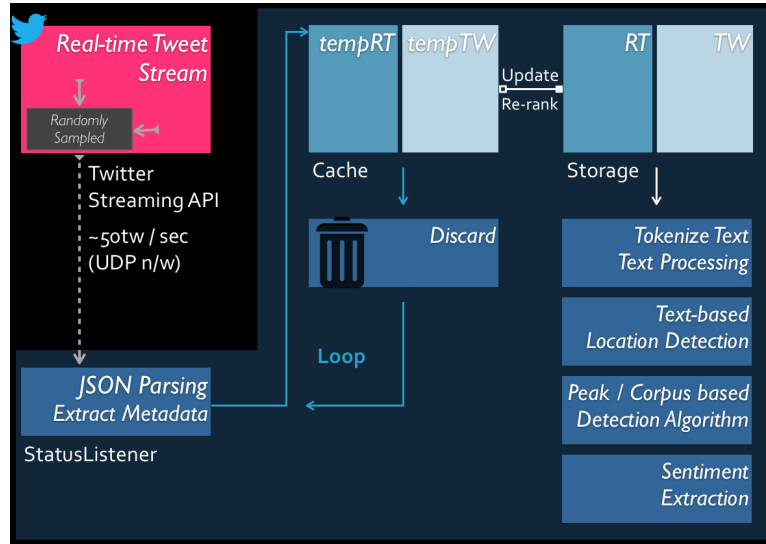 Real-time Tweet
Stream
Randomly
Sampled
Twitter
Streaming API
~50tw / sec
(UDP n/w)
JSON Parsing
Extract Metadata
StatusListener
tempRT
tempTW
Cache
Update
Re-rank
RT
TW
Storage
Discard
Loop
Tokenize Text
Text Processing
Text-based
Location Detection
Peak / Corpus based
Detection Algorithm
Sentiment
Extraction